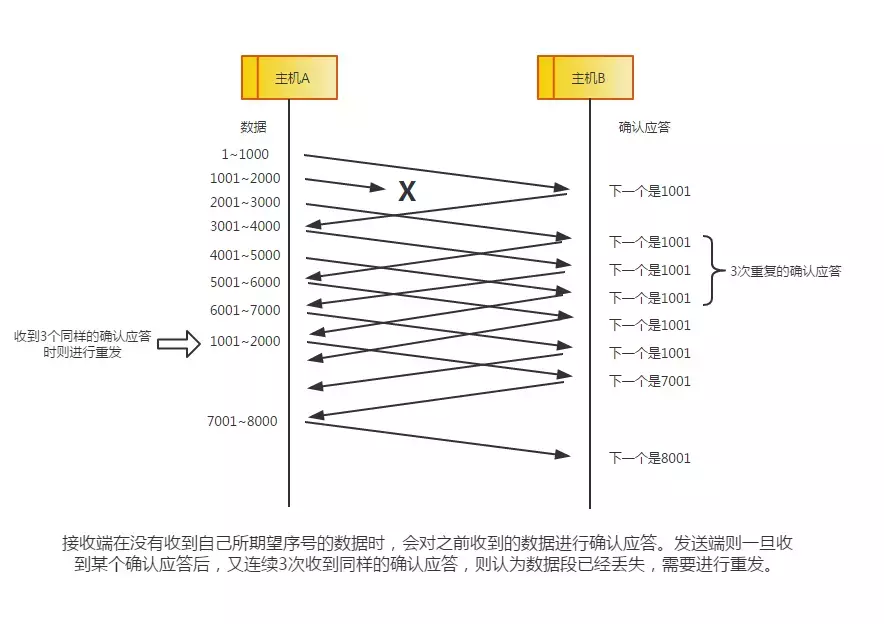 主机A 主机B
数据 确认应答
1~1000
1001~2000
下一个是1001
2001~3000
3001~4000
下一个是1001
4001~5000
下一个是1001 3次重复的确认应答
5001~6000
下一个是1001
6001~7000
下一个是1001
收到3个同样的确认应答
时则进行重发
1001~2000
下一个是1001
下一个是7001
7001~8000
下一个是8001
接收端在没有收到自己所期望序号的数据时，会对之前收到的数据进行确认应答。发送端则一旦收
到某个确认应答后，又连续3次收到同样的确认应答，则认为数据段已经丢失，需要进行重发。
X